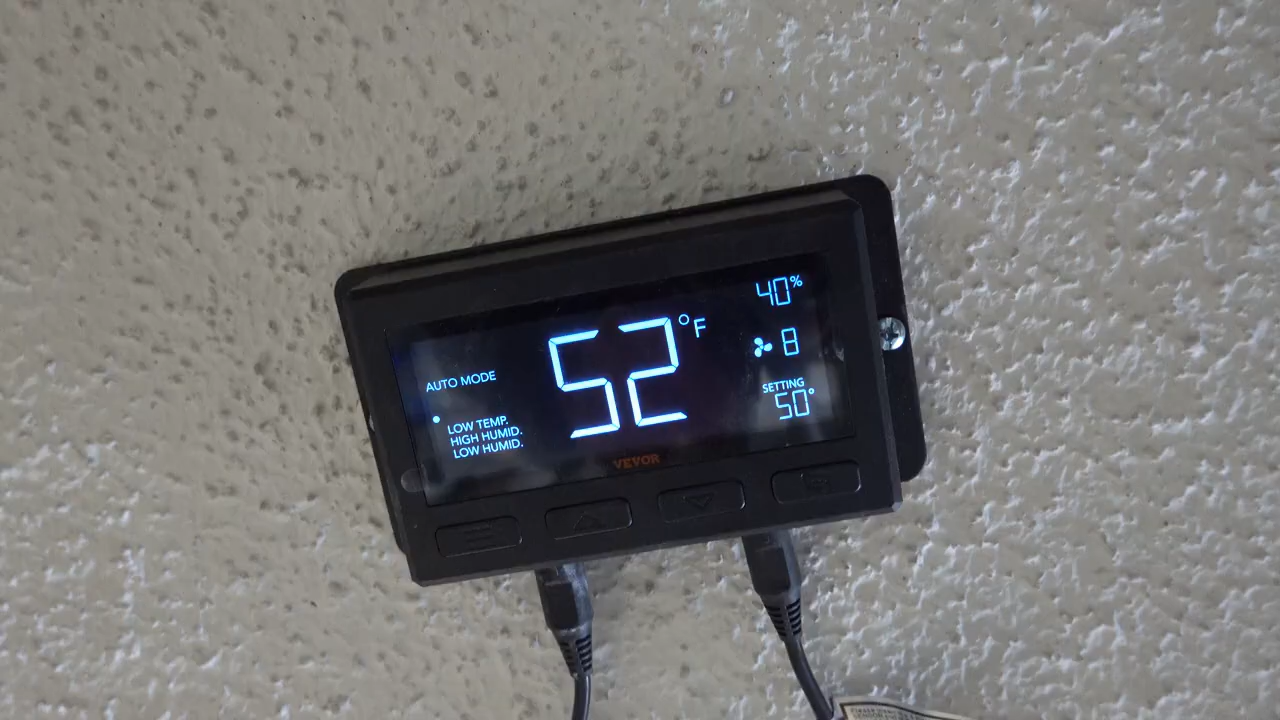 40%
52°F
8
AUTO MODE
SETTING
50°
LOW TEMP.
HIGH HUMID.
LOW HUMID.
VEVOR